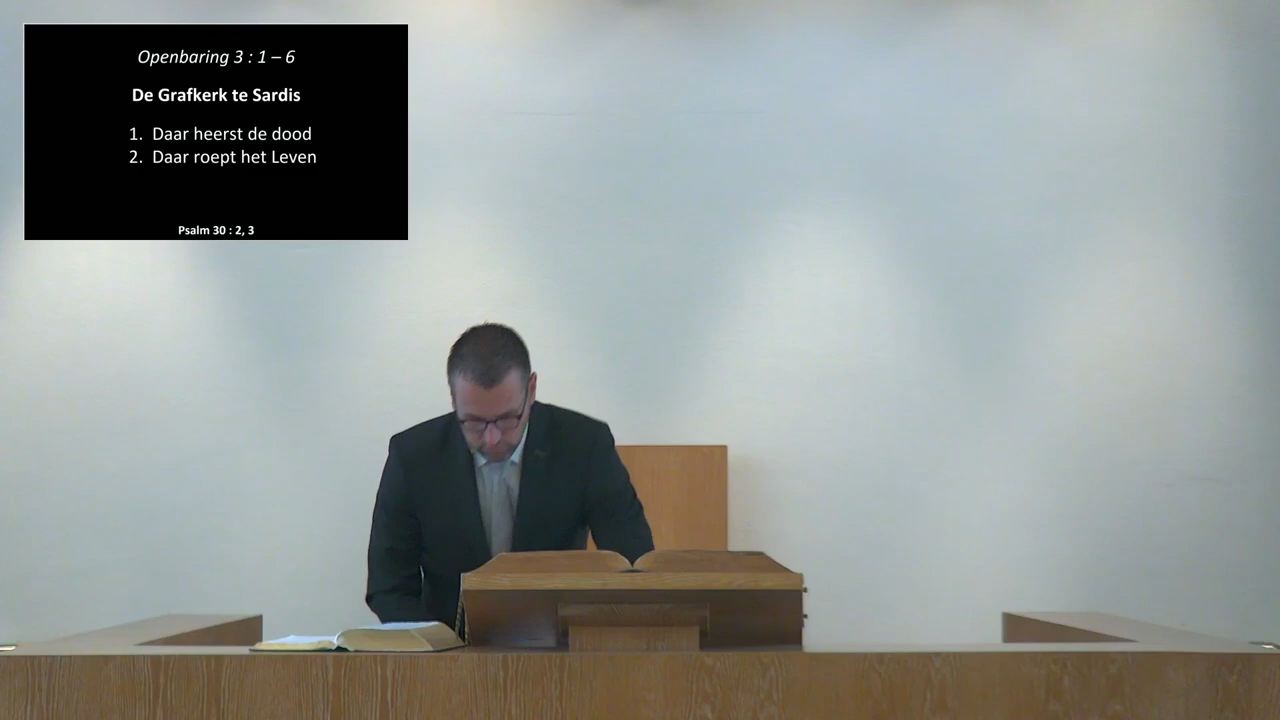 Openbaring 3 : 1 – 6
De Grafkerk te Sardis
1. Daar heerst de dood
2. Daar roept het Leven
Psalm 30 : 2, 3